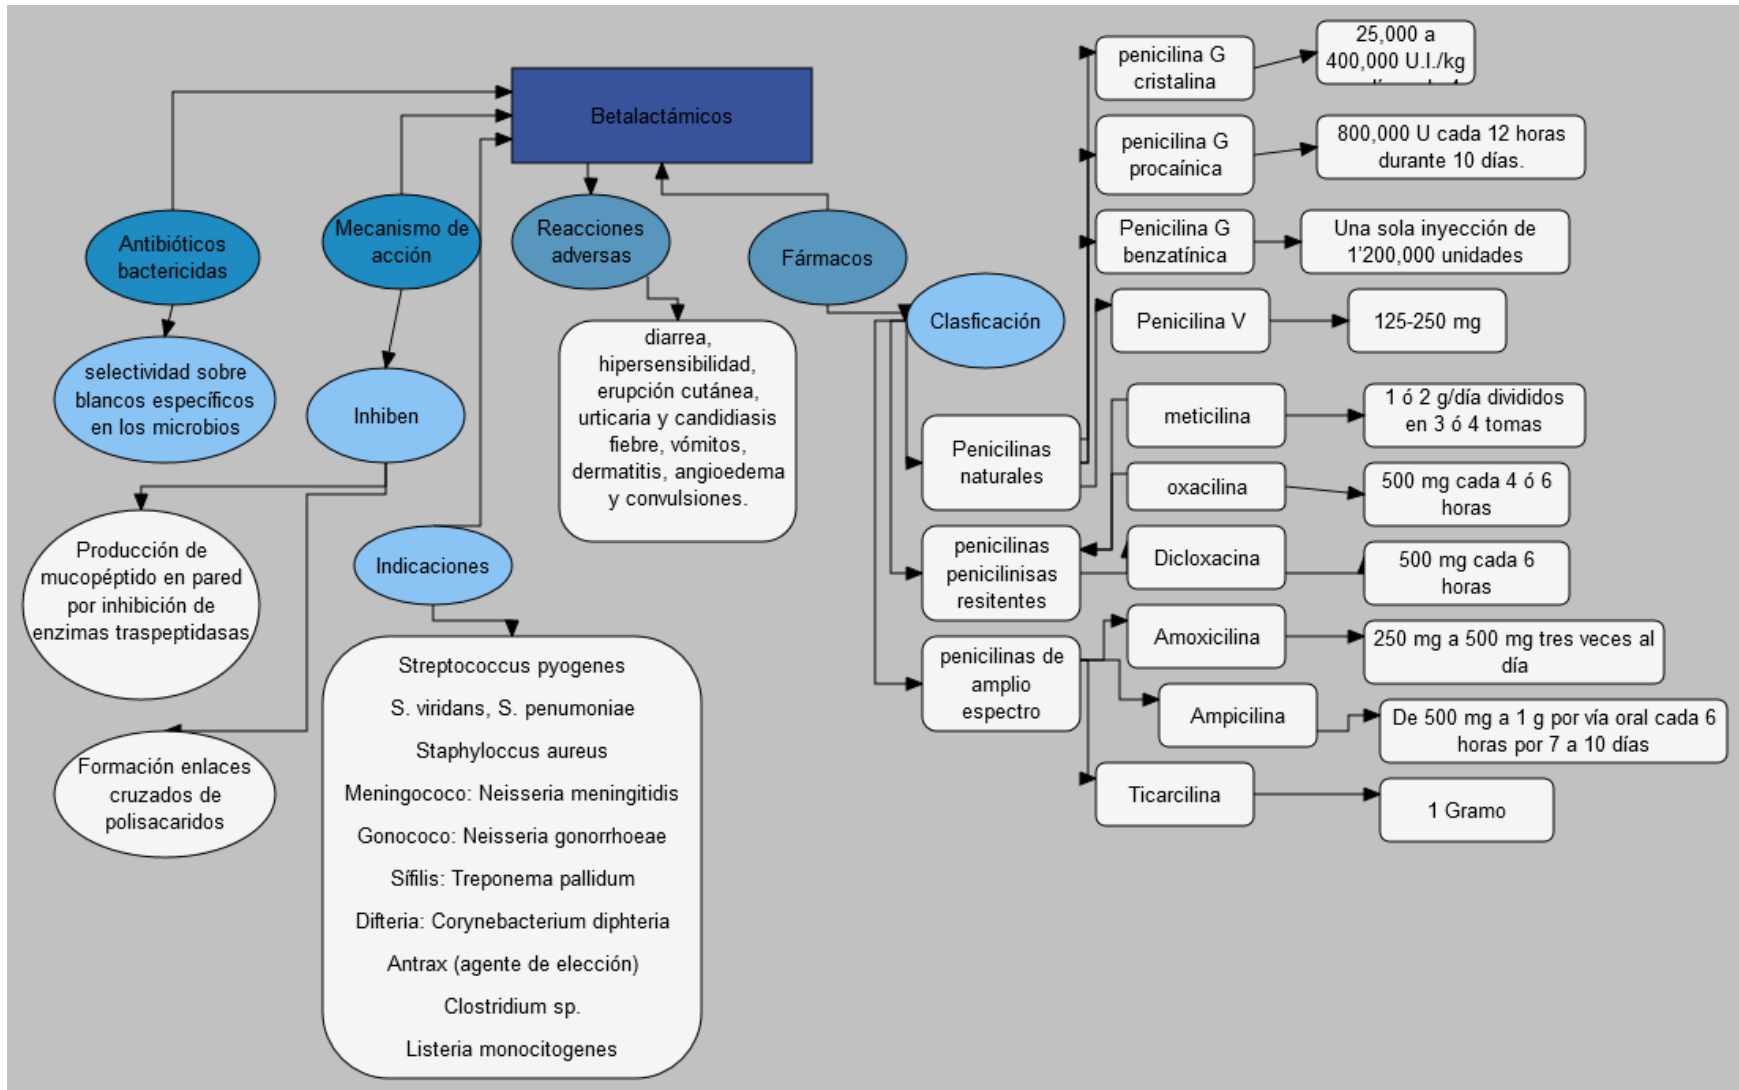 Betalactámicos
Antibióticos
bactericidas
selectividad sobre
blancos específicos
en los microbios
Mecanismo de
acción
Inhiben
Producción de
mucopéptido en pared
por inhibición de
enzimas traspeptidasas
Formación enlaces
cruzados de
polisacaridos
Indicaciones
Streptococcus pyogenes
S. viridans, S. penumoniae
Staphyloccus aureus
Meningococo: Neisseria meningitidis
Gonococo: Neisseria gonorrhoeae
Sífilis: Treponema pallidum
Difteria: Corynebacterium diphteria
Antrax (agente de elección)
Clostridium sp.
Listeria monocitogenes
Reacciones
adversas
diarrea,
hipersensibilidad,
erupción cutánea,
urticaria y candidiasis
fiebre, vómitos,
dermatitis, angioedema
y convulsiones.
Fármacos
Clasficación
Penicilinas
naturales
penicilina G
cristalina
25,000 a
400,000 U.I./kg
penicilina G
procaínica
800,000 U cada 12 horas
durante 10 días.
Penicilina G
benzatínica
Una sola inyección de
1'200,000 unidades
Penicilina V
125-250 mg
penicilinas
penicilinisas
resitentes
meticilina
1 ó 2 g/día divididos
en 3 ó 4 tomas
oxacilina
500 mg cada 4 ó 6
horas
Dicloxacina
500 mg cada 6
horas
penicilinas de
amplio
espectro
Amoxicilina
250 mg a 500 mg tres veces al
día
Ampicilina
De 500 mg a 1 g por vía oral cada 6
horas por 7 a 10 días
Ticarcilina
1 Gramo